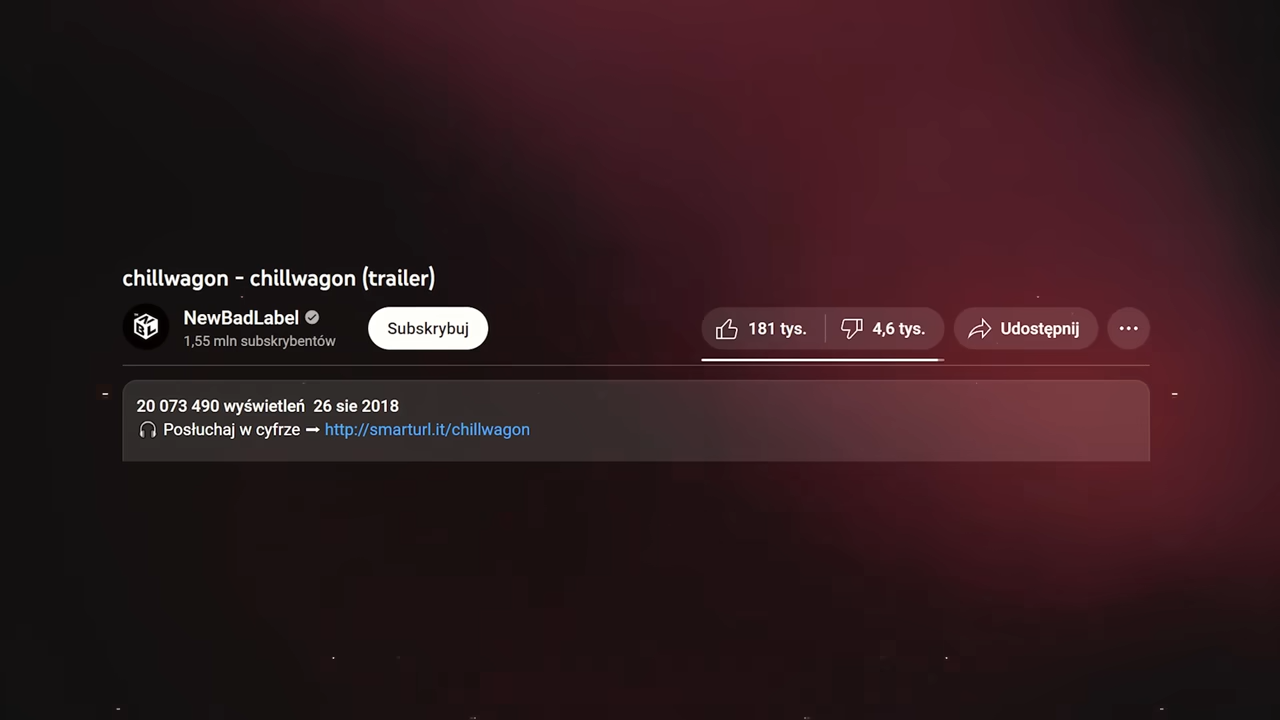 chillwagon - chillwagon (trailer)
NewBadLabel
1,55 mln subskrybentów
Subskrybuj
181 tys.
4,6 tys.
Udostępnij
20 073 490 wyświetleń 26 sie 2018
🎧 Posłuchaj w cyfrze ➞ http://smarturl.it/chillwagon